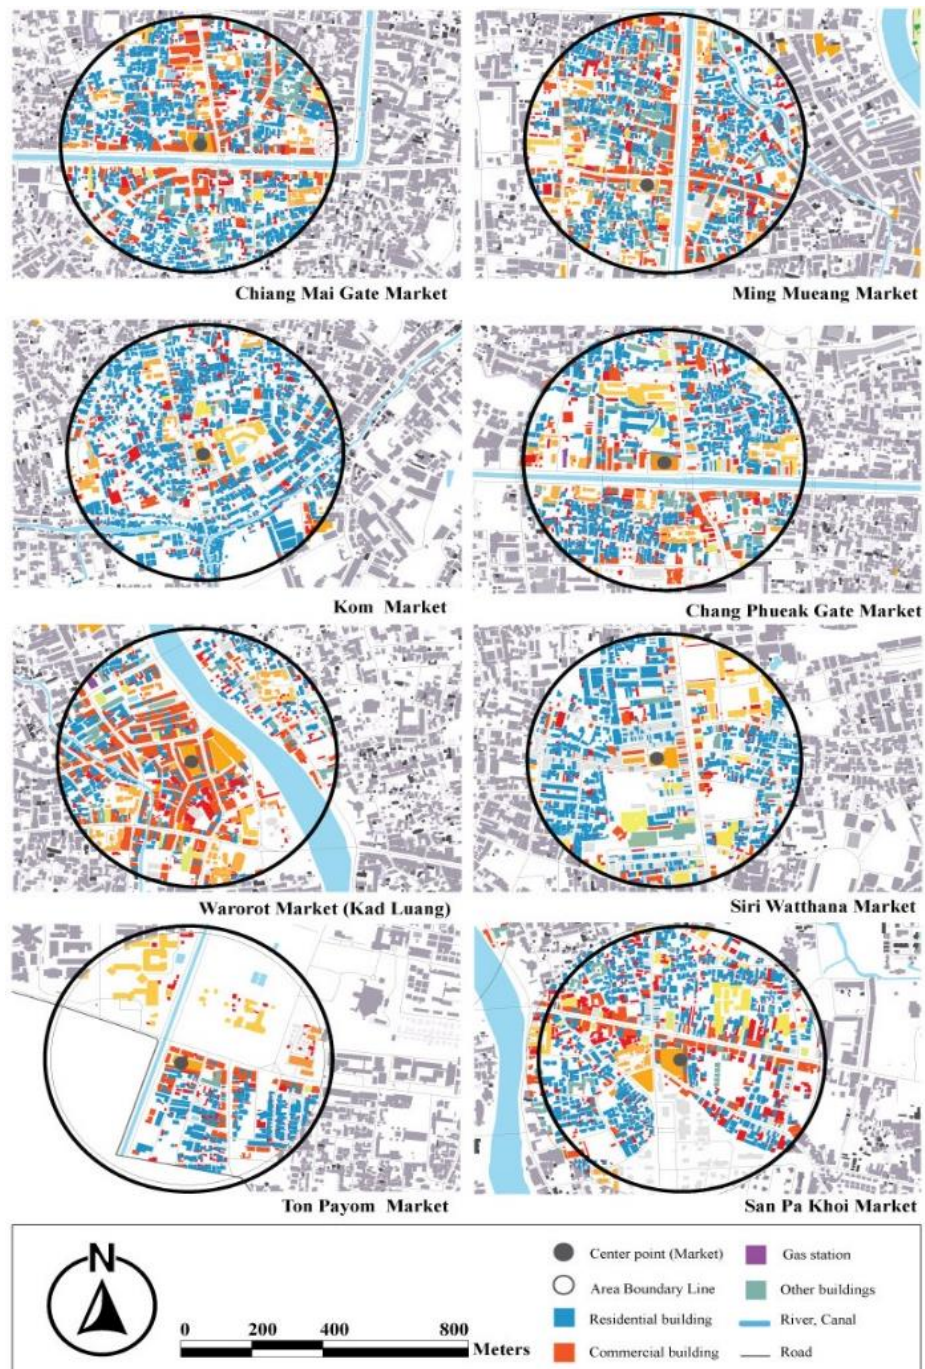 Chiang Mai Gate Market
Ming Mueang Market
Kom Market
Chang Phueak Gate Market
Warorot Market (Kad Luang)
Siri Watthana Market
Ton Payom Market
San Pa Khoi Market
N
0 200 400 800
Meters
Center point (Market)
Area Boundary Line
Residential building
Commercial building
Gas station
Other buildings
River, Canal
Road